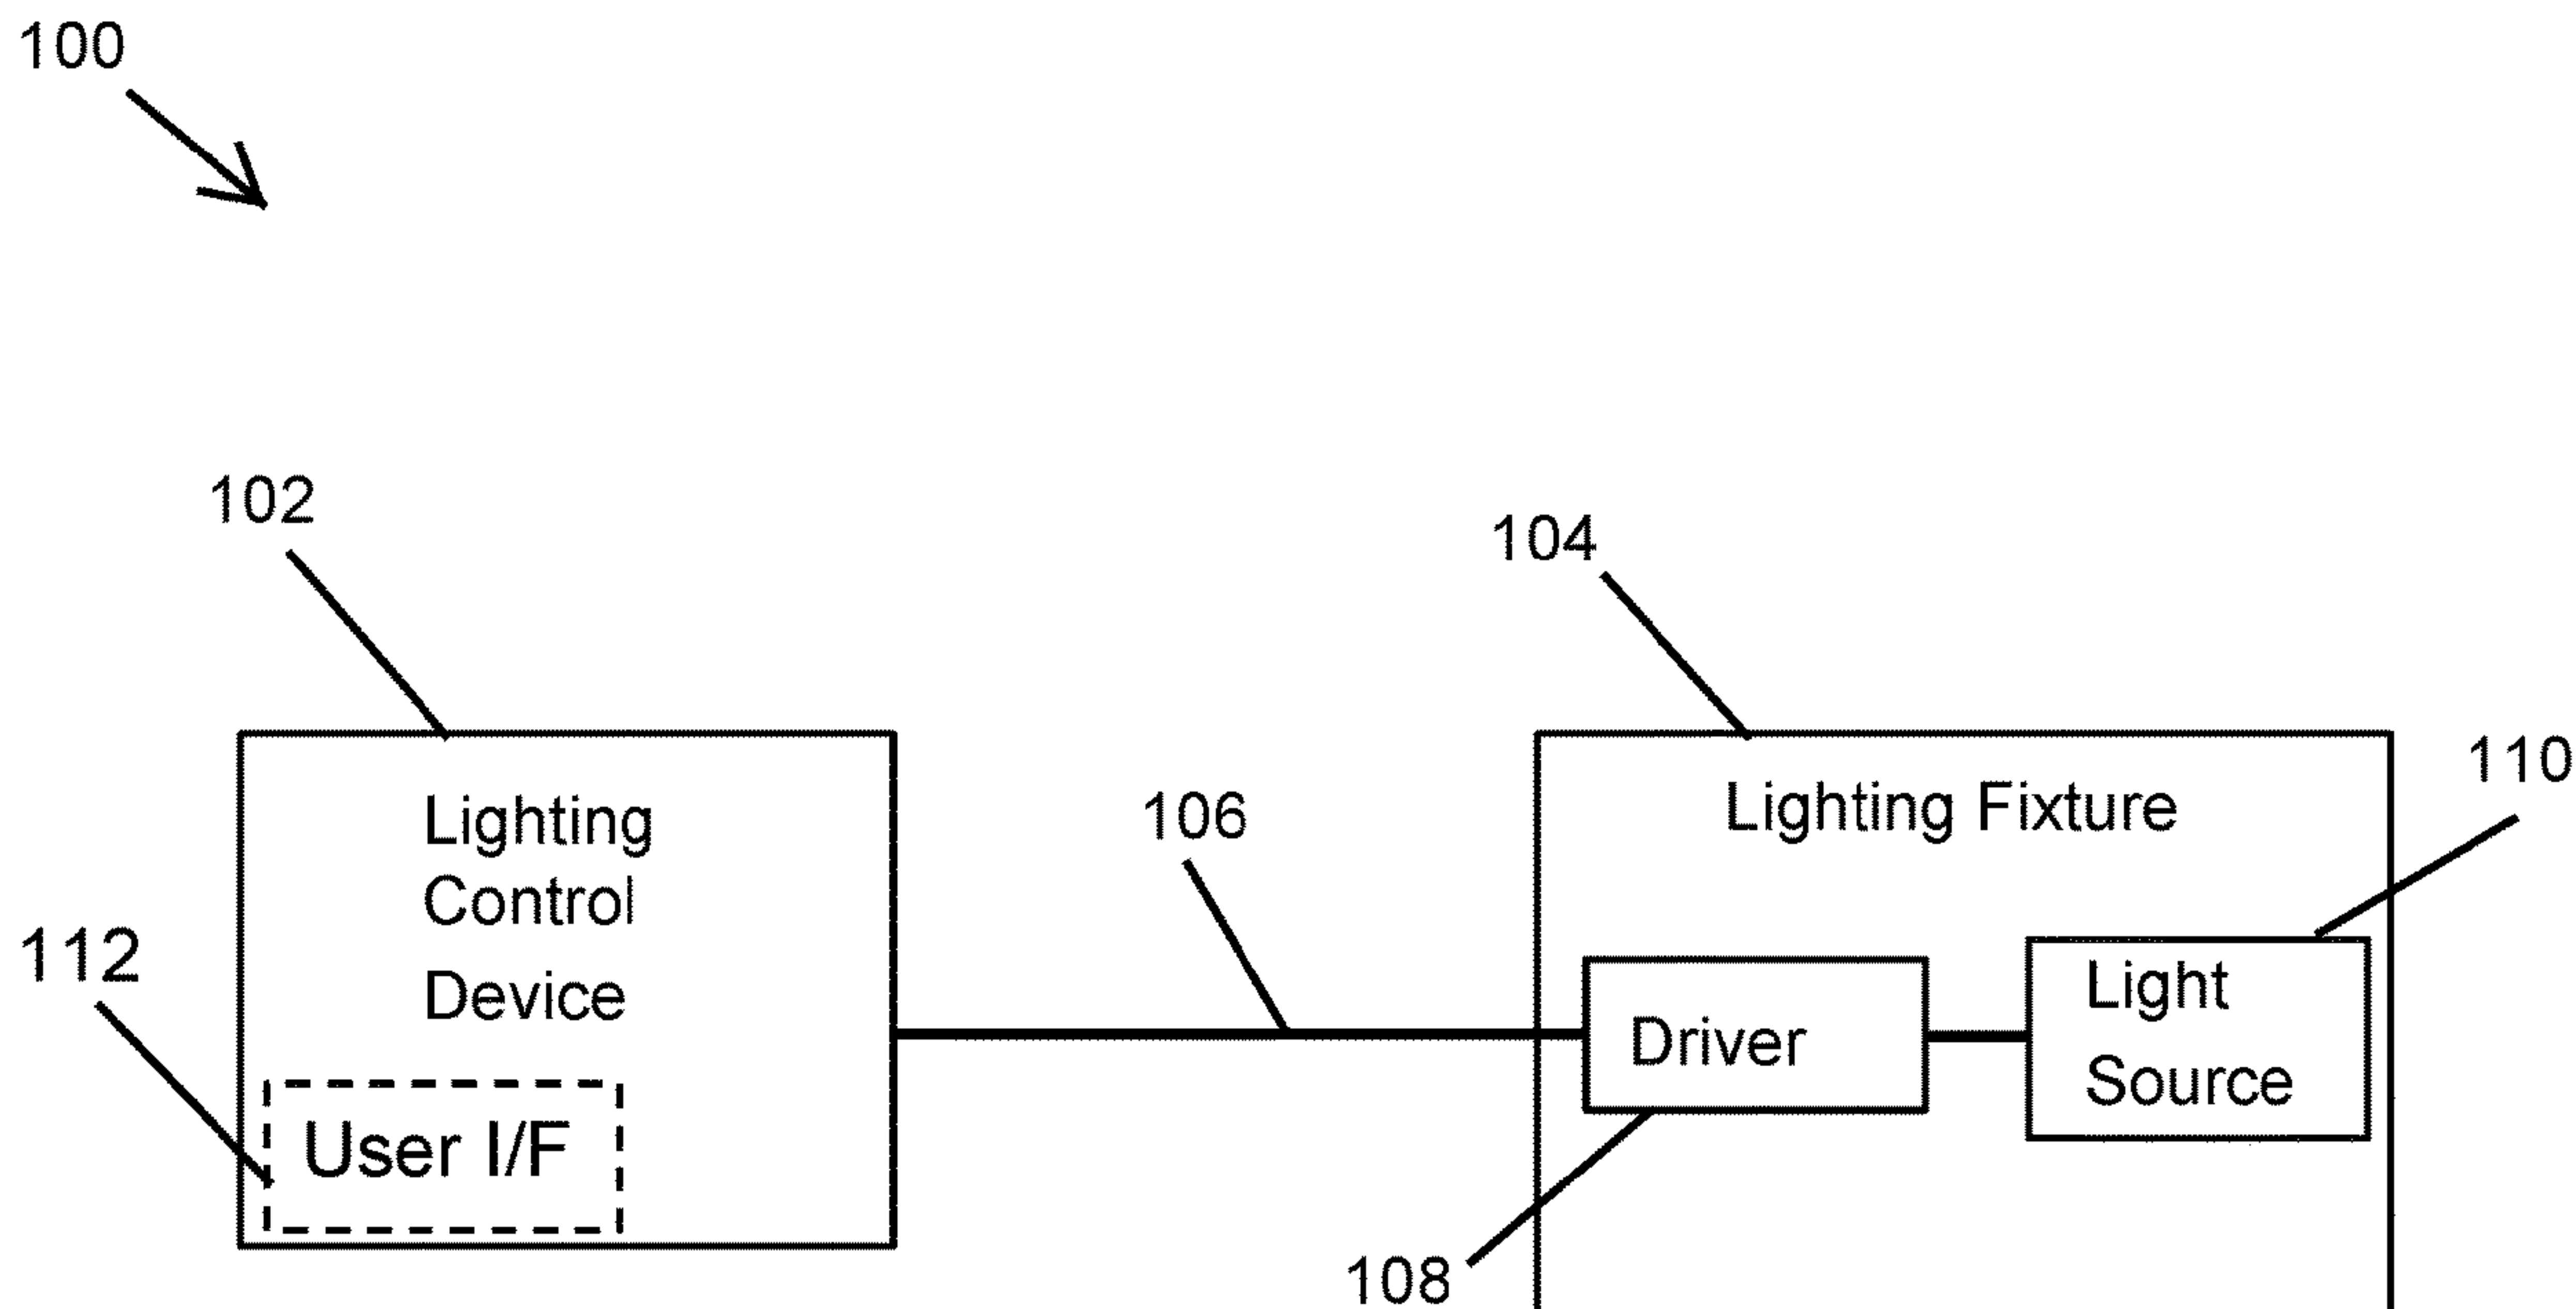 100
102
104
110
Lighting Fixture
106
Lighting
Control
Device
112
Light
Source
Driver
User I/F
108